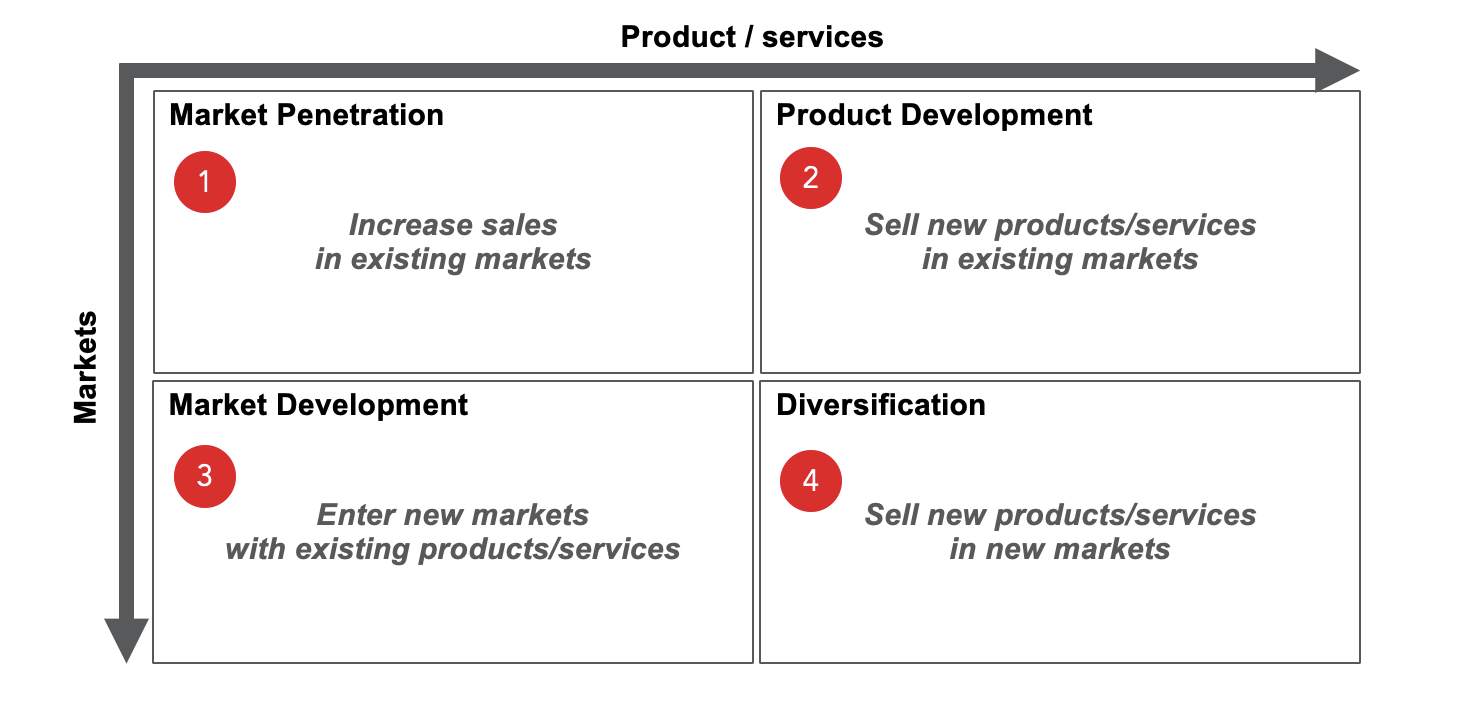 Product / services
Market Penetration
1
Increase sales
in existing markets
Product Development
2
Sell new products/services
in existing markets
Markets
Market Development
3
Enter new markets
with existing products/services
Diversification
4
Sell new products/services
in new markets